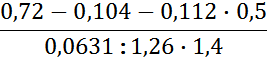 0,72 − 0,104 − 0,112 · 0,5
0,0631 : 1,26 · 1,4